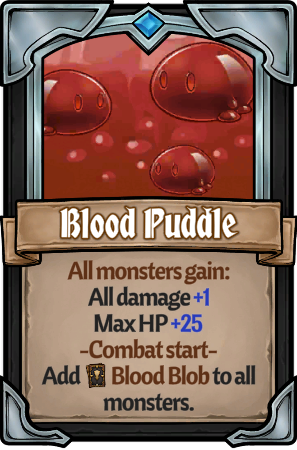 Blood Puddle
All monsters gain:
All damage +1
Max HP +25
-Combat start-
Add Blood Blob to all
monsters.